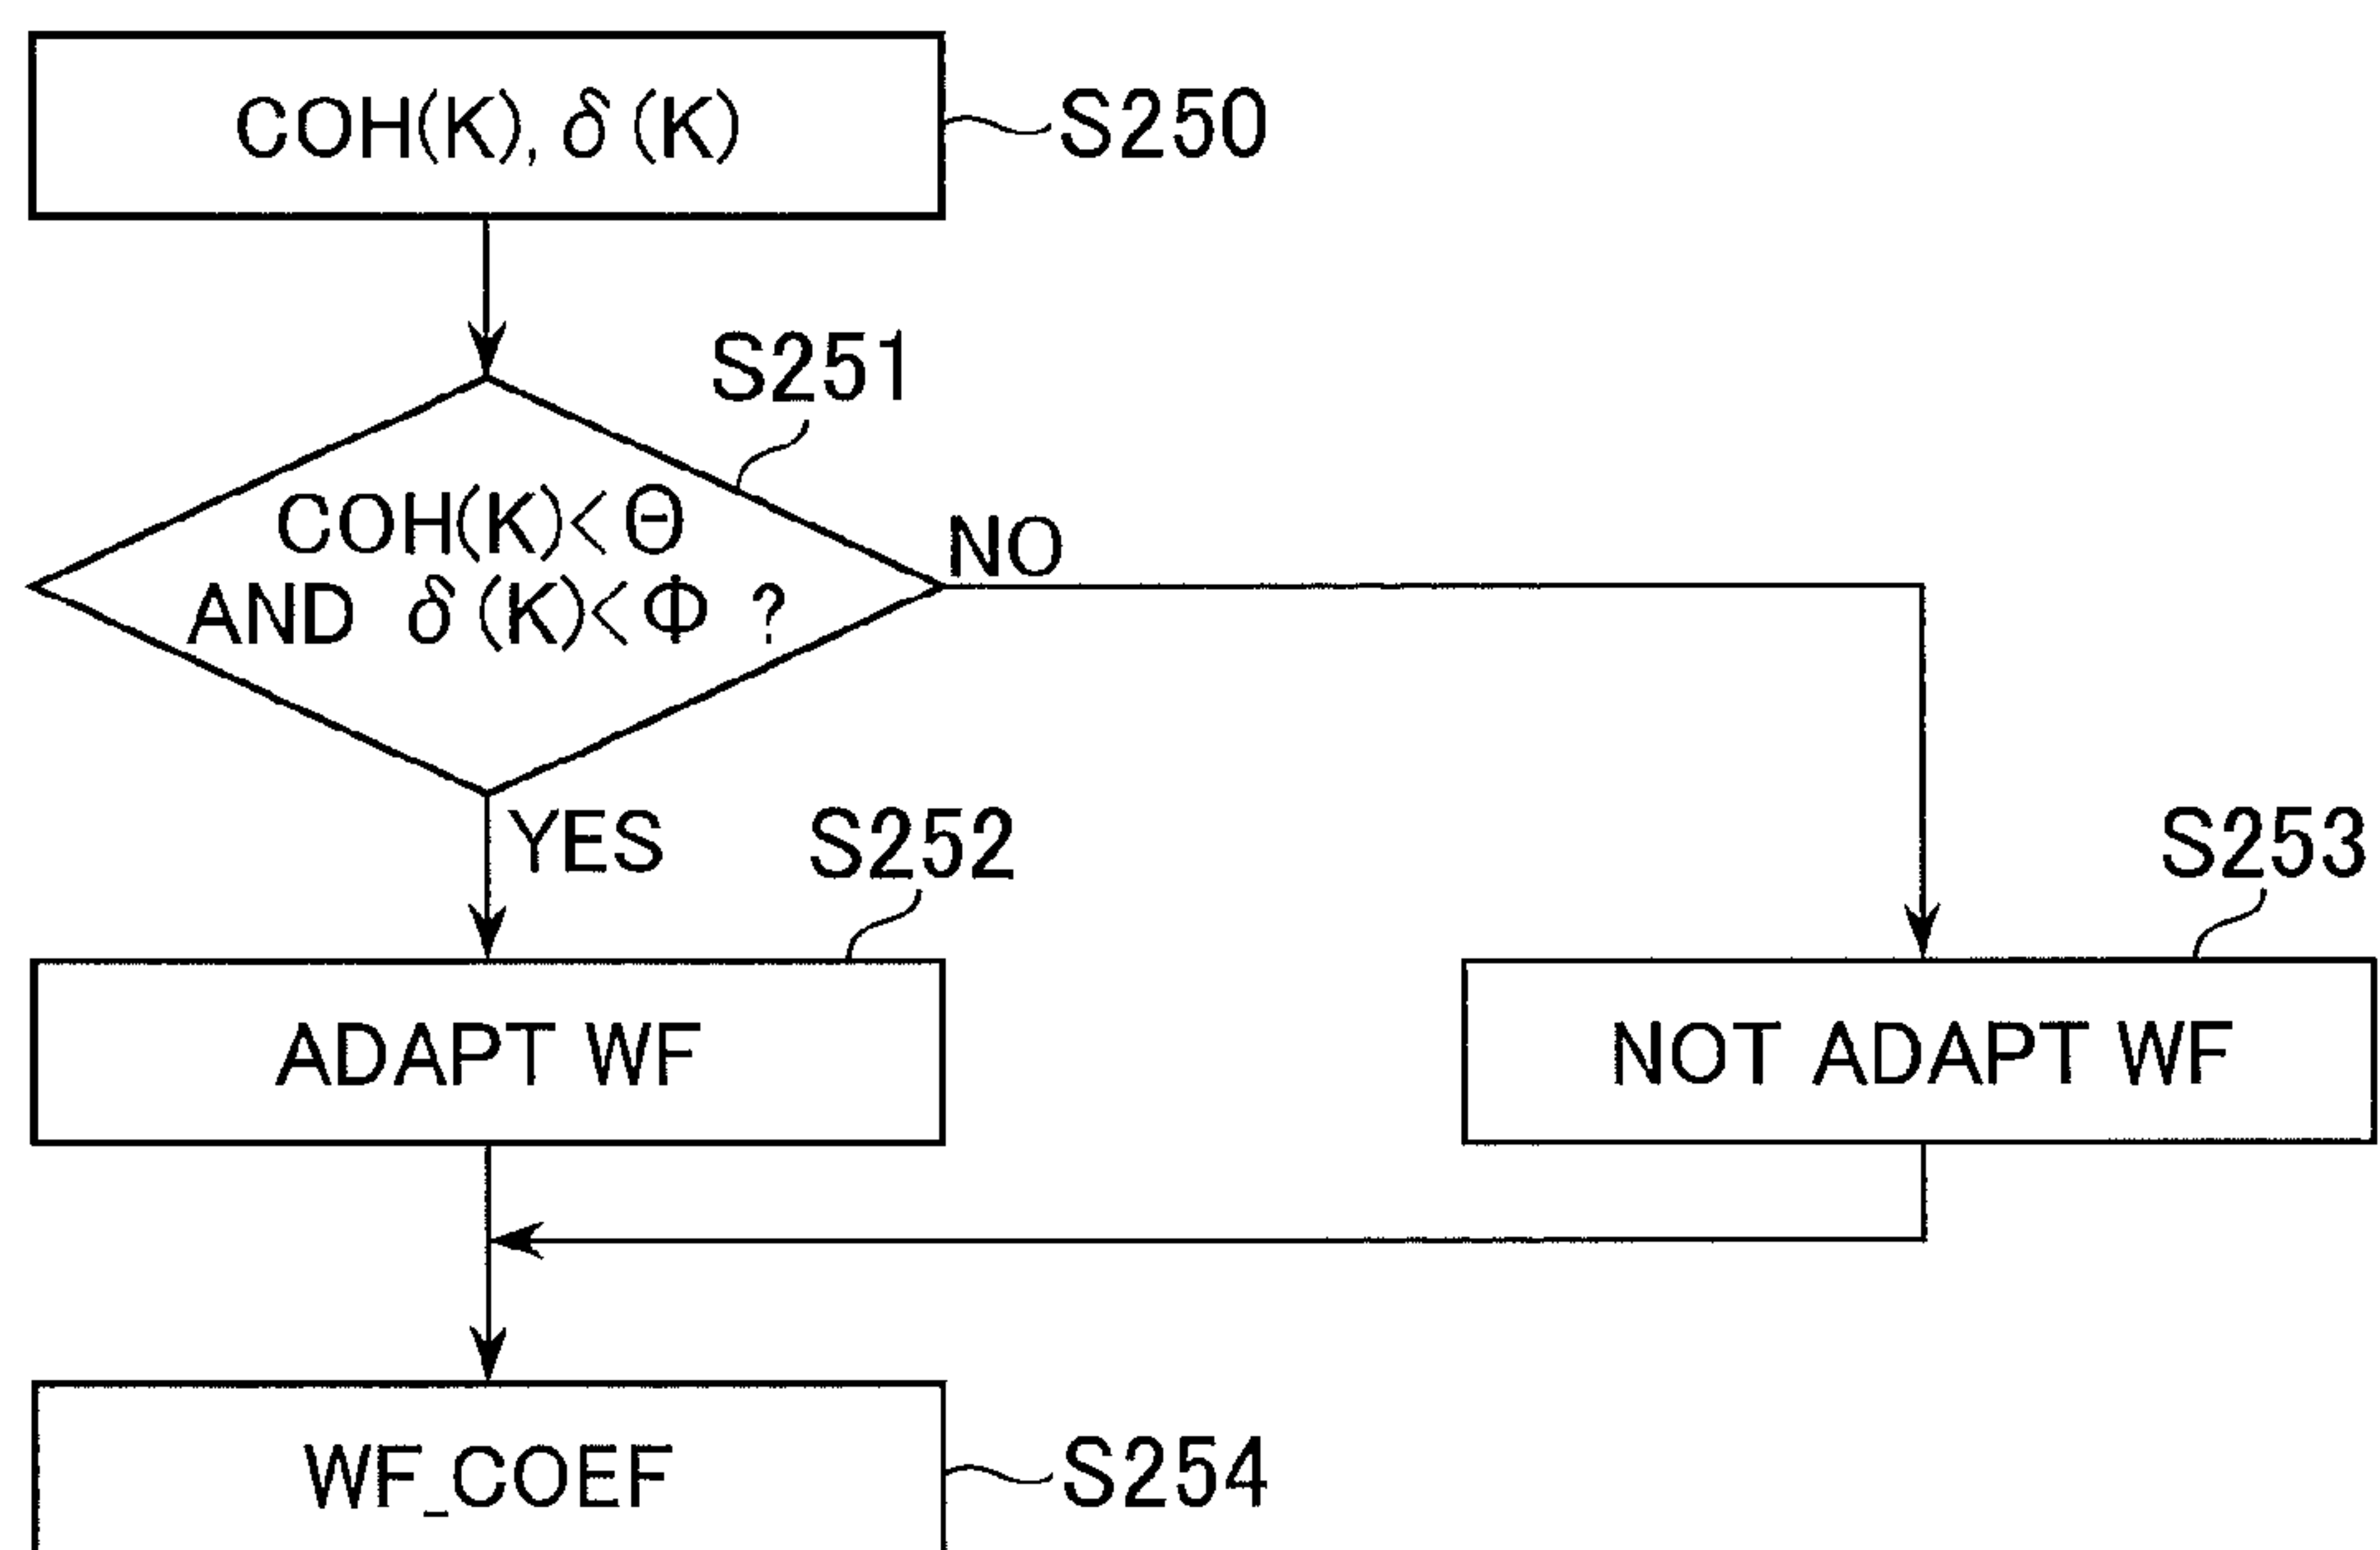 COH(K), δ(K)
S250
S251
COH(K)<Θ
AND δ(K)<Φ ?
NO
YES
S252
S253
ADAPT WF
NOT ADAPT WF
WF_COEF
S254